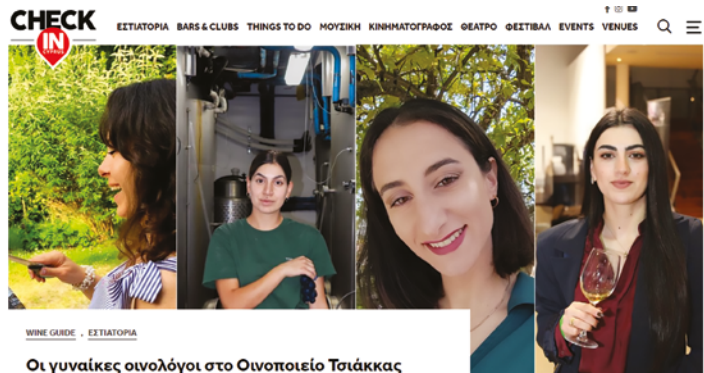 CHECK
IN
CYPRUS
ΕΣΤΙΑΤΟΡΙΑ BARS & CLUBS THINGS TO DO ΜΟΥΣΙΚΗ ΚΙΝΗΜΑΤΟΓΡΑΦΟΣ ΘΕΑΤΡΟ ΦΕΣΤΙΒΑΛ EVENTS VENUES
WINE GUIDE , ΕΣΤΙΑΤΟΡΙΑ
Οι γυναίκες οινολόγοι στο Οινοποιείο Τσιάκκας